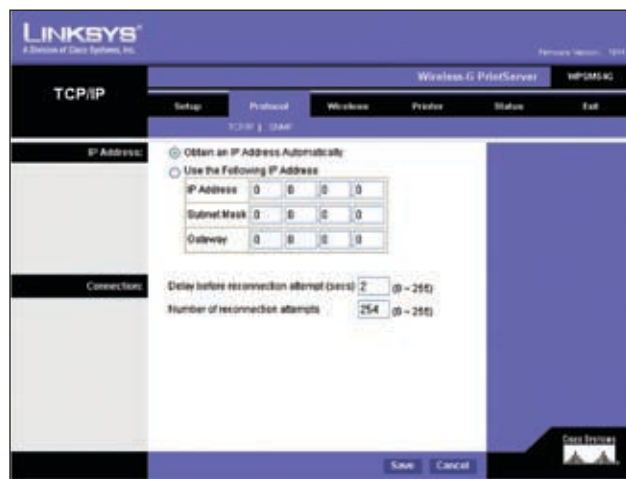 LINKSYS®
A Division of Cisco Systems, Inc.
Firmware Version:
Wireless-G PrintServer
WPSM54G
TCP/IP
Setup Protocol Wireless Printer Status Exit
TCP/IP | SNMP
IP Address:
Obtain an IP Address Automatically
Use the Following IP Address
IP Address 0 0 0 0
Subnet Mask 0 0 0 0
Gateway 0 0 0 0
Connection:
Delay before reconnection attempt (secs) 2 (0 ~ 255)
Number of reconnection attempts 254 (0 ~ 255)
Save Cancel
Cisco Systems